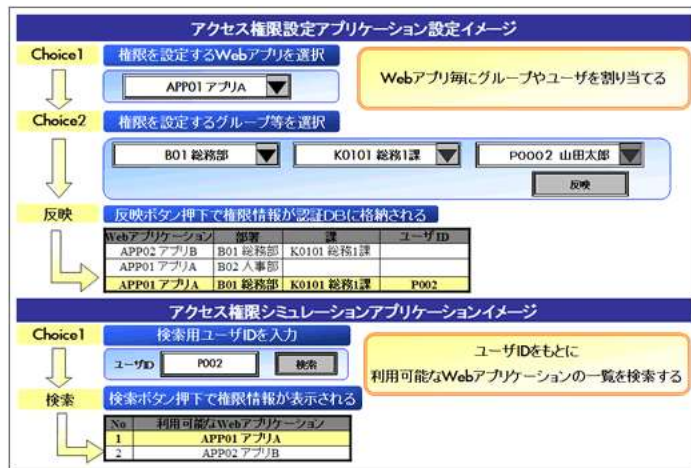 アクセス権限設定アプリケーション設定イメージ
Choice1
権限を設定するWebアプリを選択
APP01 アプリA
Webアプリ毎にグループやユーザを割り当てる
Choice2
権限を設定するグループ等を選択
B01 総務部
K0101 総務1課
P0002 山田太郎
反映
反映
反映ボタン押下で権限情報が認証DBに格納される
Webアプリケーション 部署 課 ユーザID
APP02 アプリB B01 総務部 K0101 総務1課
APP01 アプリA B02 人事部
APP01 アプリA B01 総務部 K0101 総務1課 P002
アクセス権限シミュレーションアプリケーションイメージ
Choice1
検索用ユーザIDを入力
ユーザID P002 検索
ユーザIDをもとに
利用可能なWebアプリケーションの一覧を検索する
検索
検索ボタン押下で権限情報が表示される
No 利用可能なWebアプリケーション
1 APP01 アプリA
2 APP02 アプリB